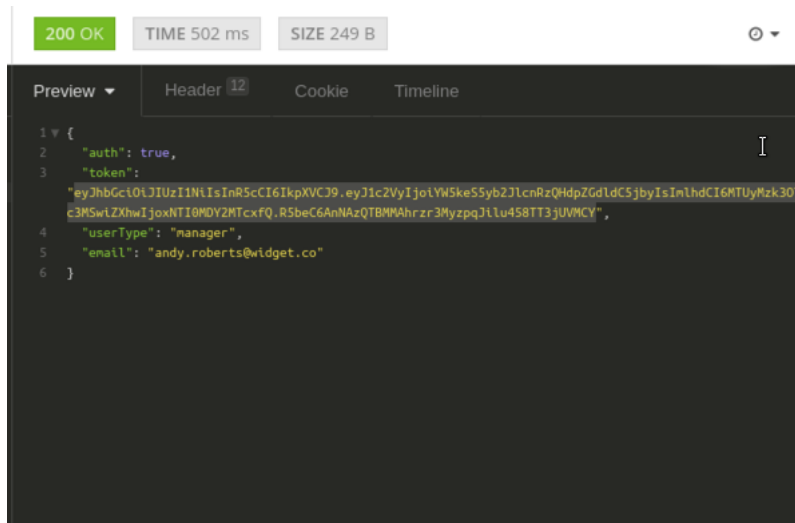 200 OK TIME 502 ms SIZE 249 B
Preview Header 12 Cookie Timeline
1 {
2 "auth": true,
3 "token":
"eyJhbGciOiJIUzI1NiIsInR5cCI6IkpXVCJ9.eyJ1c2VyIjoiYW5keS5yb2JlcnRzQHdpZGdldC5jbyIsImlhdCI6MTUyMzk3O
c3MSwiZXhwIjoxNTI0MDY2MTcxfQ.R5beC6AnNAzQTBMMAhrzr3MyzpqJilu458TT3jUVMCY",
4 "userType": "manager",
5 "email": "andy.roberts@widget.co"
6 }